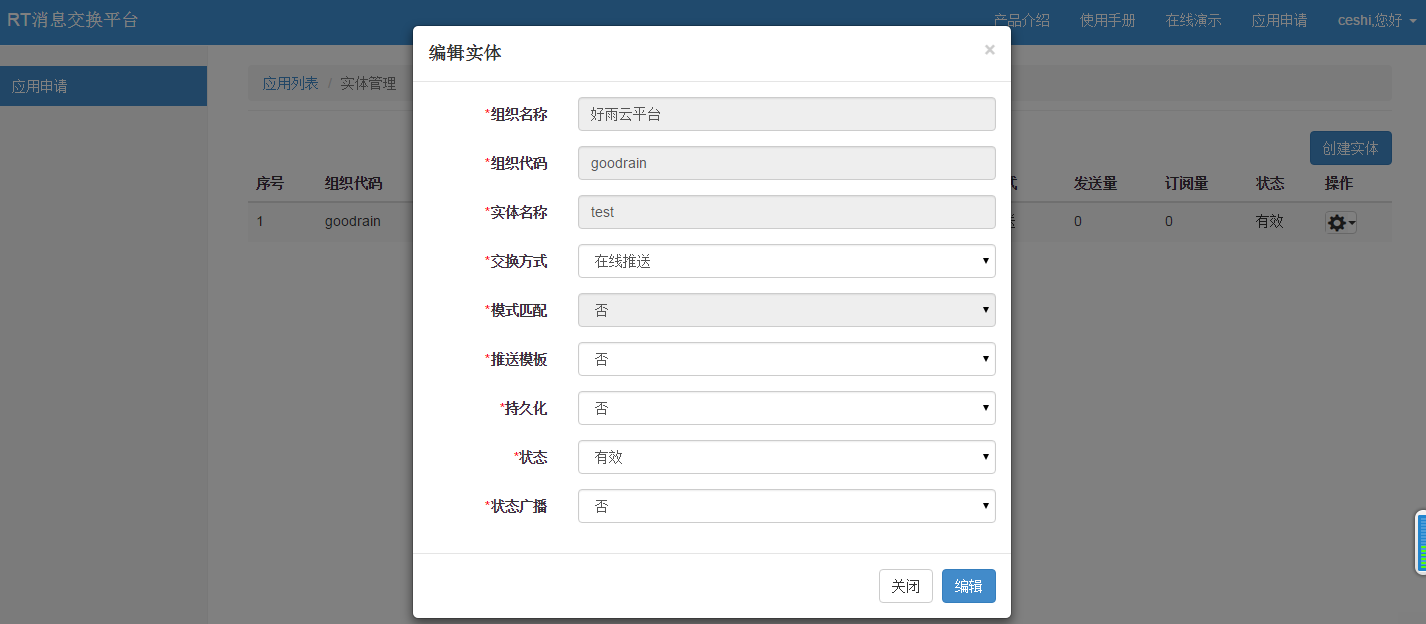 RT消息交换平台 产品介绍 使用手册 在线演示 应用申请 ceshi,您好
应用申请
应用列表 / 实体管理
创建实体
序号 组织代码 式 发送量 订阅量 状态 操作
1 goodrain 送 0 0 有效
编辑实体 ×
*组织名称 好雨云平台
*组织代码 goodrain
*实体名称 test
*交换方式 在线推送
*模式匹配 否
*推送模板 否
*持久化 否
*状态 有效
*状态广播 否
关闭 编辑